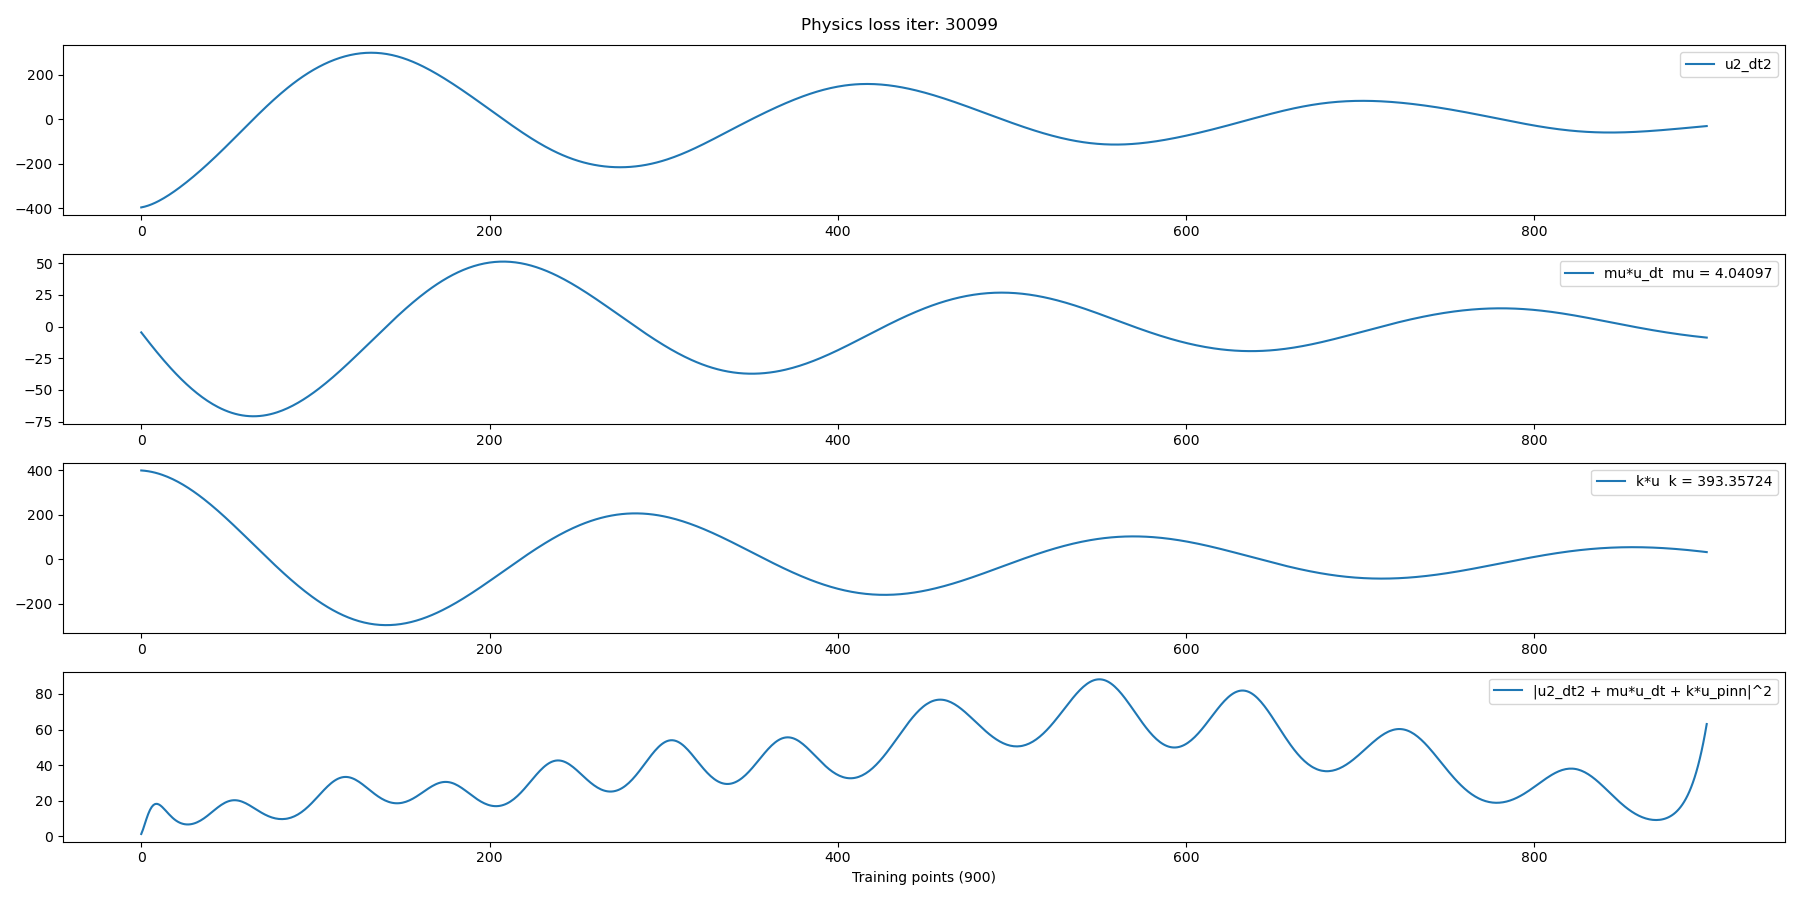 Physics loss iter: 30099
u2_dt2
200
0
−200
−400
0 200 400 600 800
mu*u_dt  mu = 4.04097
50
25
0
−25
−50
−75
0 200 400 600 800
k*u  k = 393.35724
400
200
0
−200
0 200 400 600 800
|u2_dt2 + mu*u_dt + k*u_pinn|^2
80
60
40
20
0
0 200 400 600 800
Training points (900)